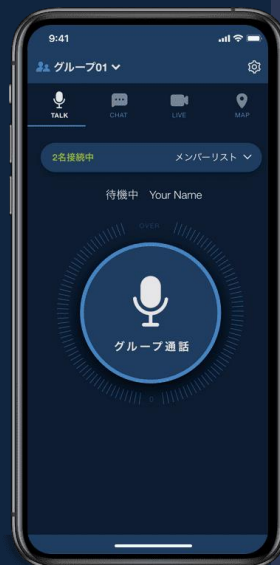 9:41
グループ01
TALK
CHAT
LIVE
MAP
2名接続中
メンバーリスト
待機中 Your Name
OVER
グループ通話
0